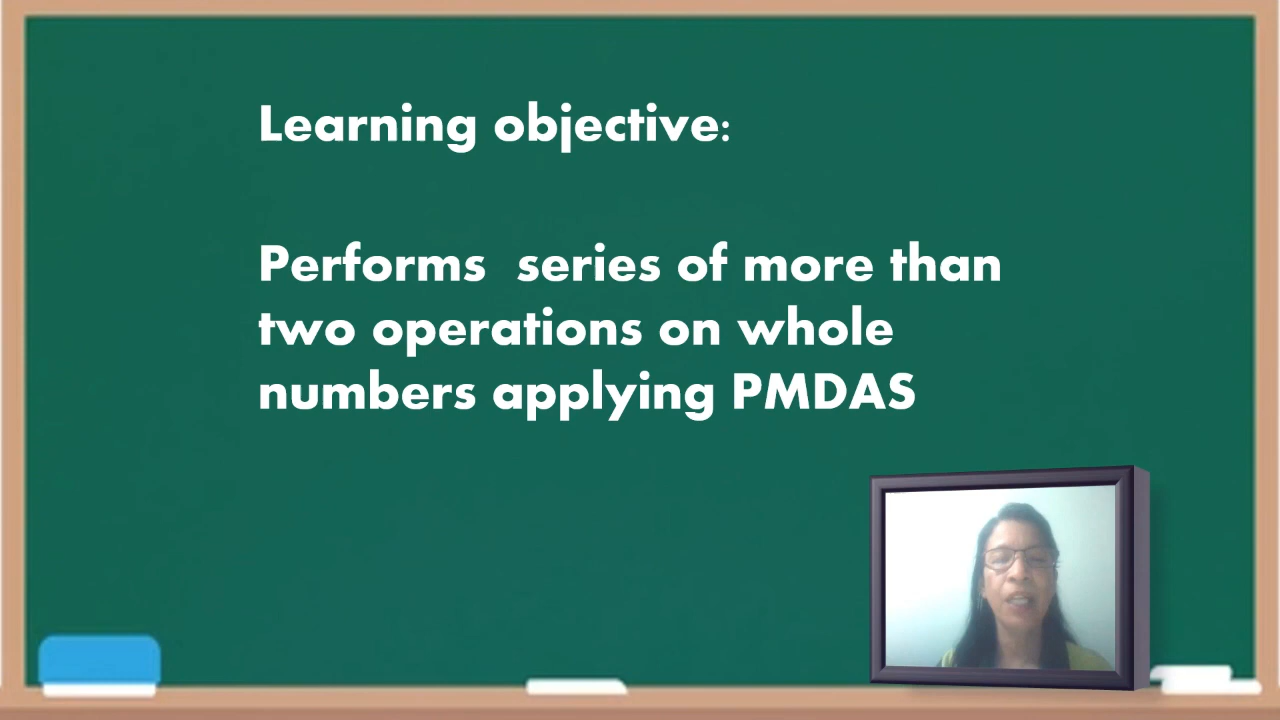 Learning objective:
Performs  series of more than
two operations on whole
numbers applying PMDAS